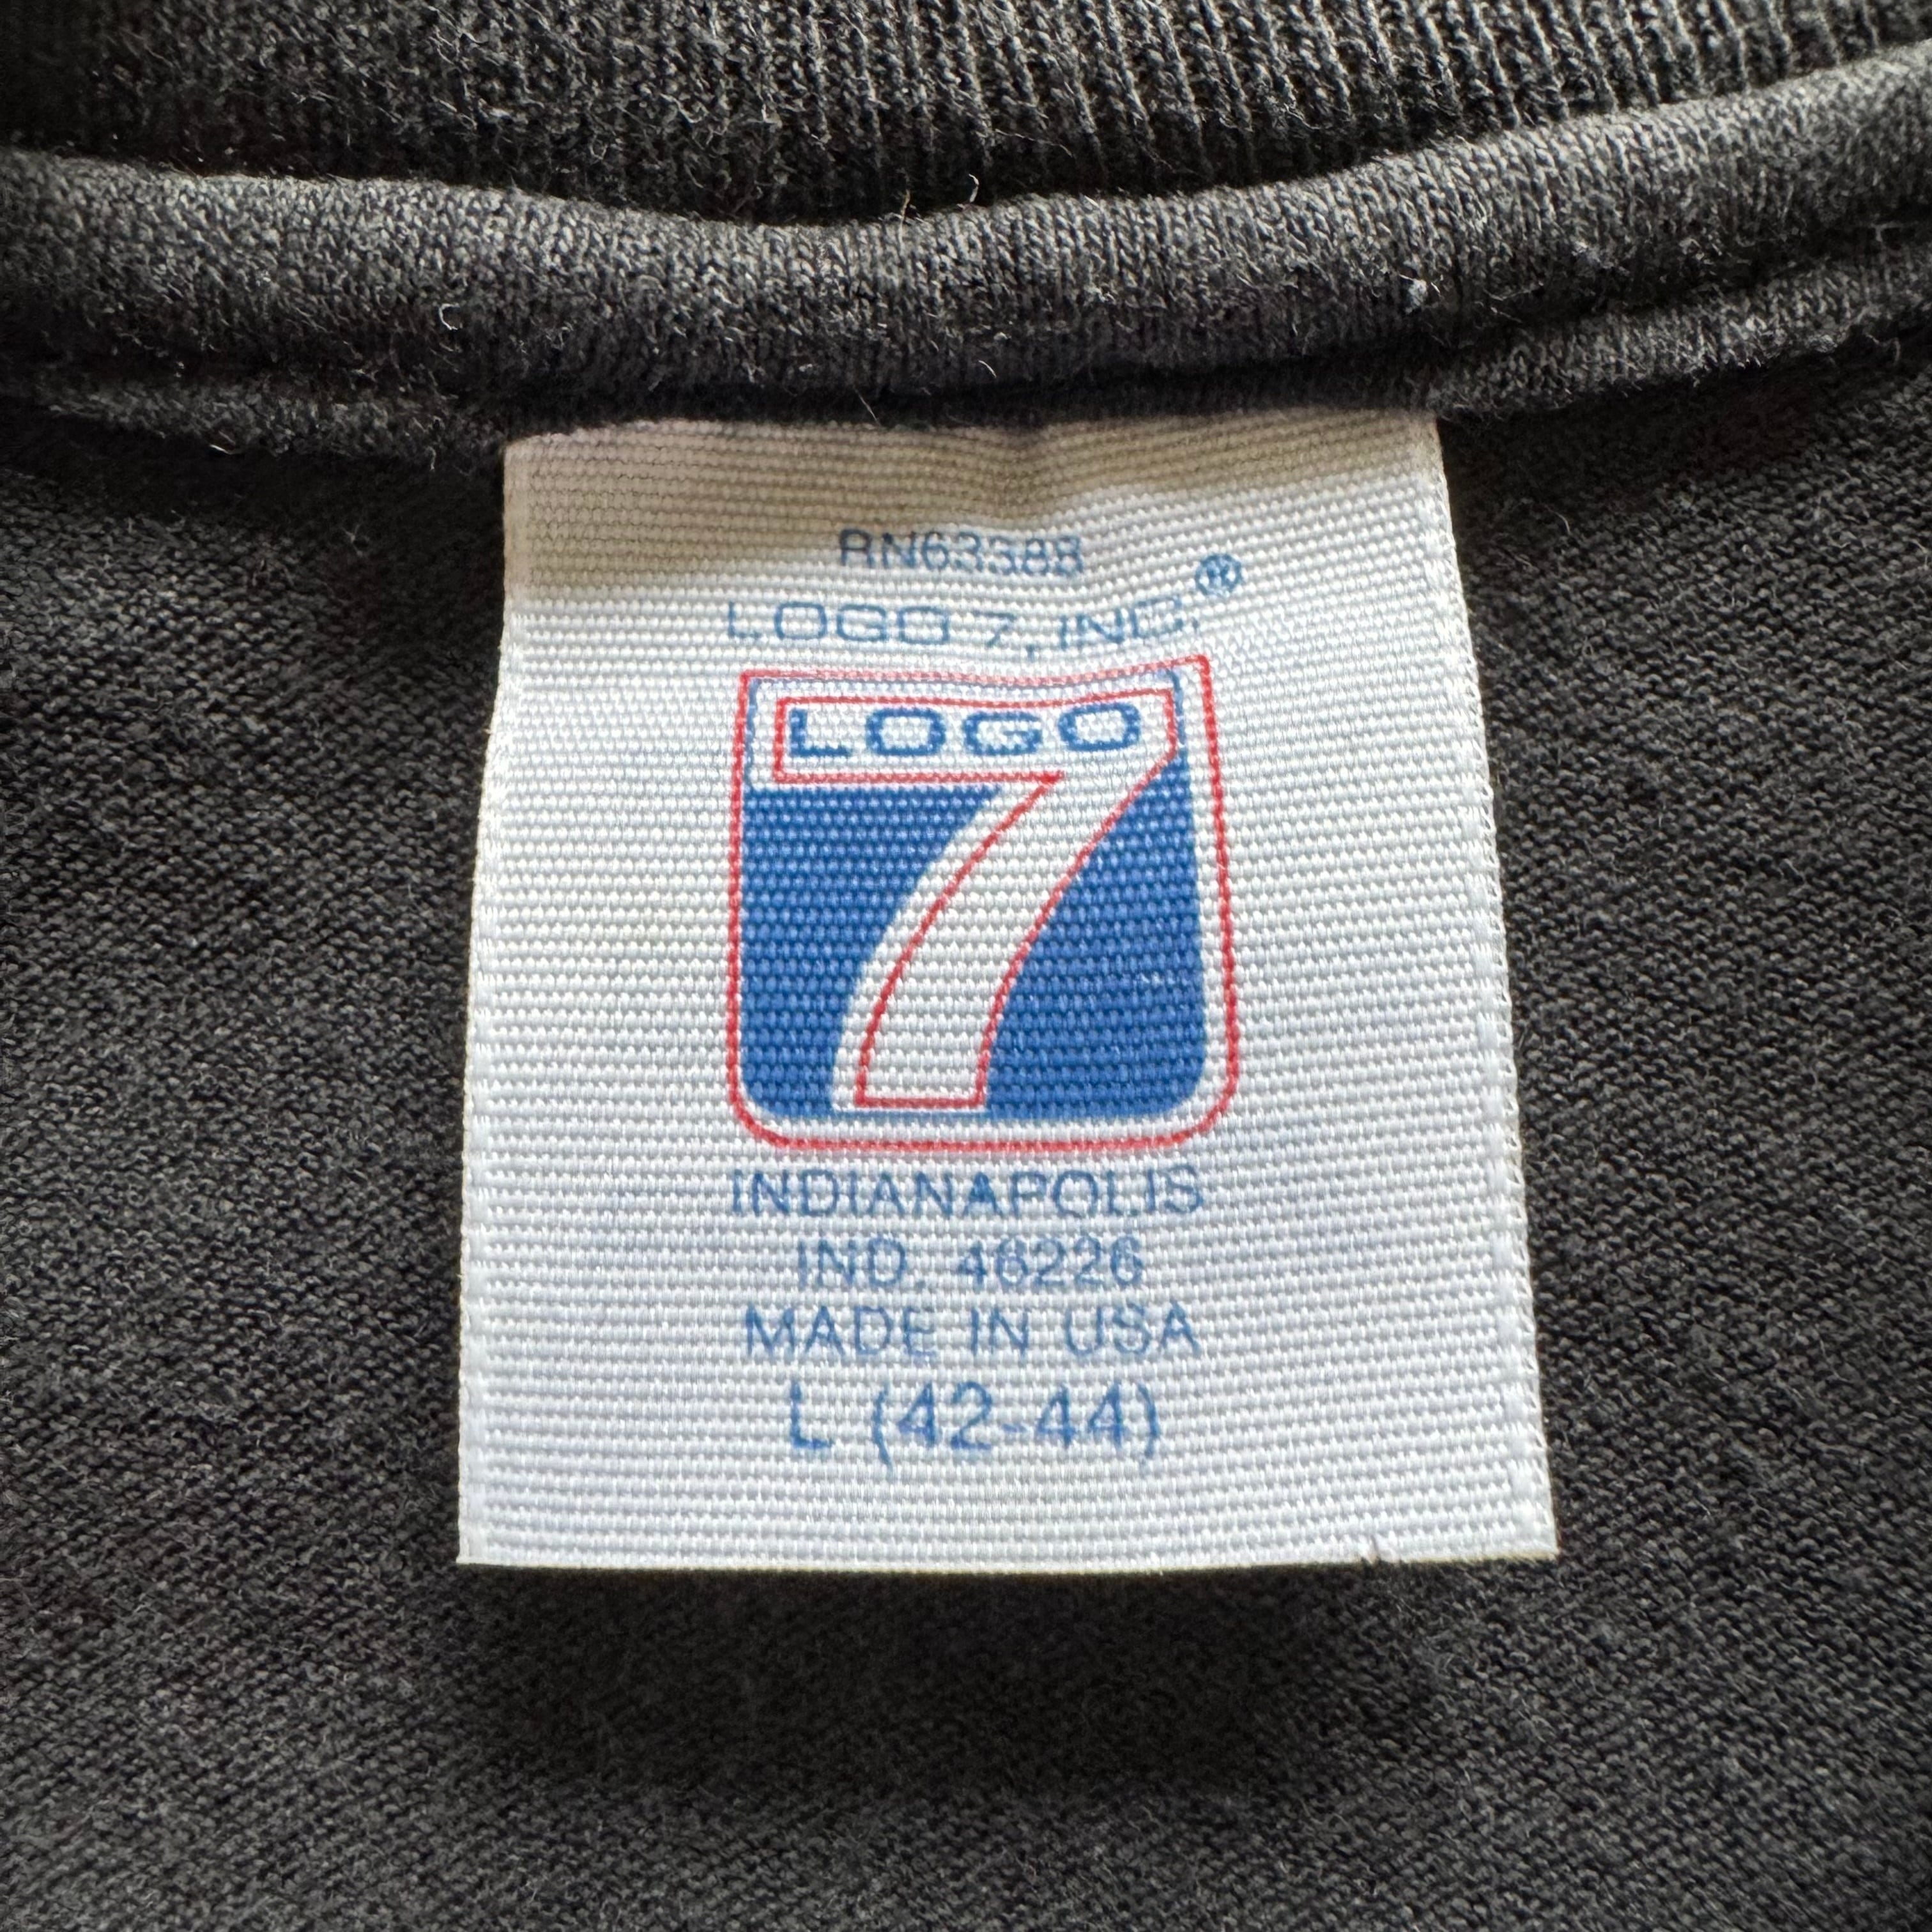 RN63388
LOGO 7, INC.®
LOGO
7
INDIANAPOLIS
IND. 46226
MADE IN USA
L (42-44)